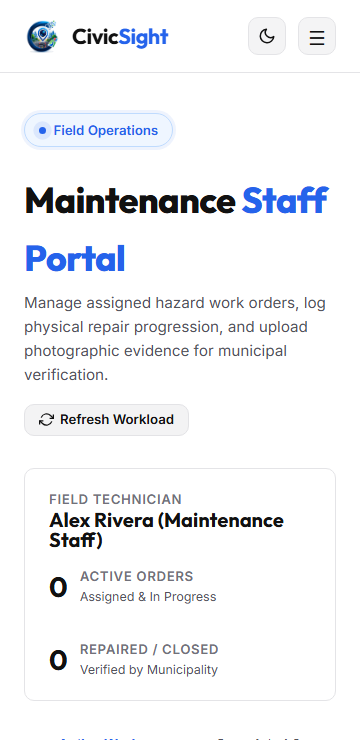 CivicSight
Field Operations
Maintenance Staff
Portal
Manage assigned hazard work orders, log
physical repair progression, and upload
photographic evidence for municipal
verification.
Refresh Workload
FIELD TECHNICIAN
Alex Rivera (Maintenance
Staff)
0 ACTIVE ORDERS
Assigned & In Progress
0 REPAIRED / CLOSED
Verified by Municipality